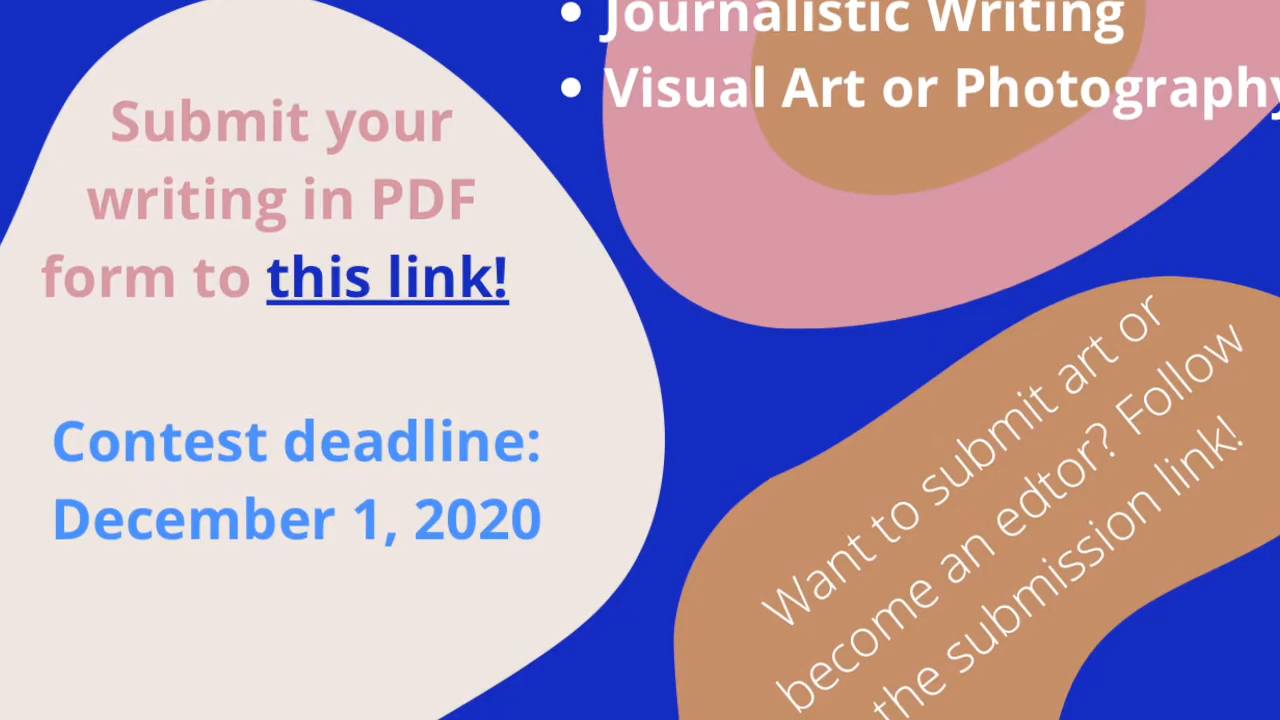 • Journalistic Writing
• Visual Art or Photography
Submit your
writing in PDF
form to this link!
Contest deadline:
December 1, 2020
Want to submit art or
become an edtor? Follow
the submission link!